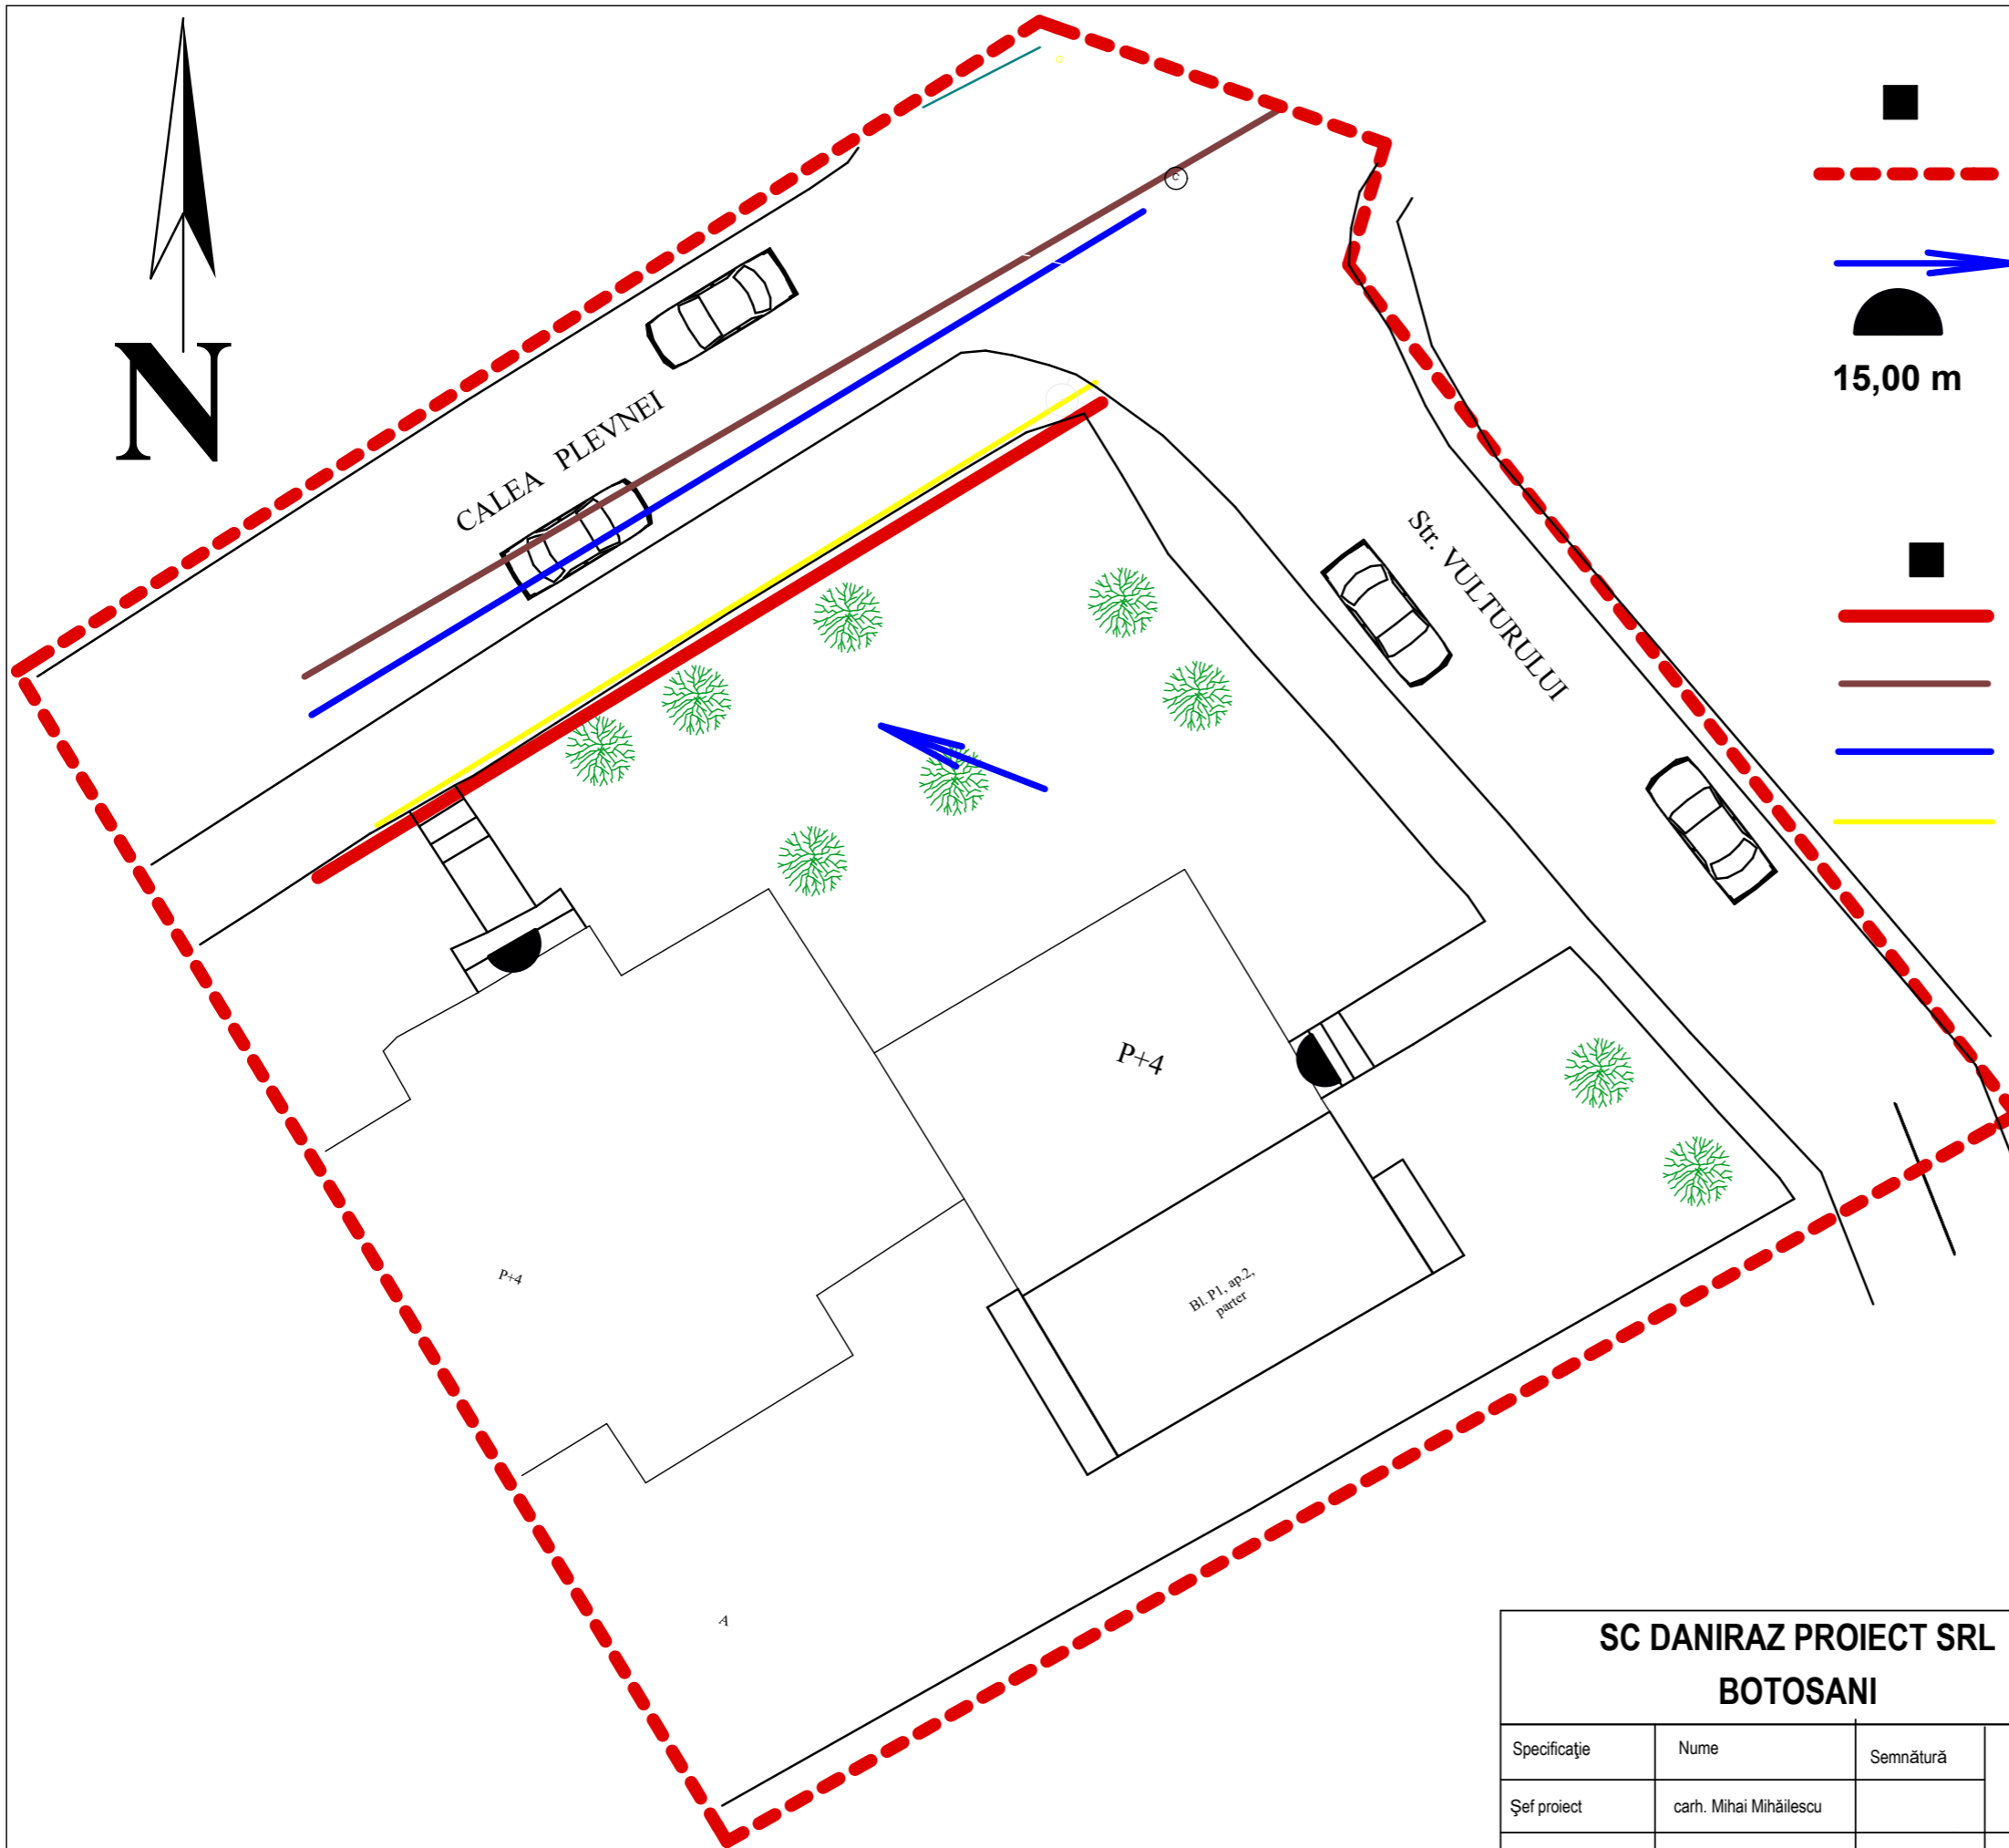 N
C
15,00 m
CALEA PLEVNEI
Str. VULTURULUI
P+4
P+4
Bl. P1, ap.2,
parter
A
SC DANIRAZ PROIECT SRL
BOTOSANI
Specificaţie Nume Semnătură
Şef proiect carh. Mihai Mihăilescu